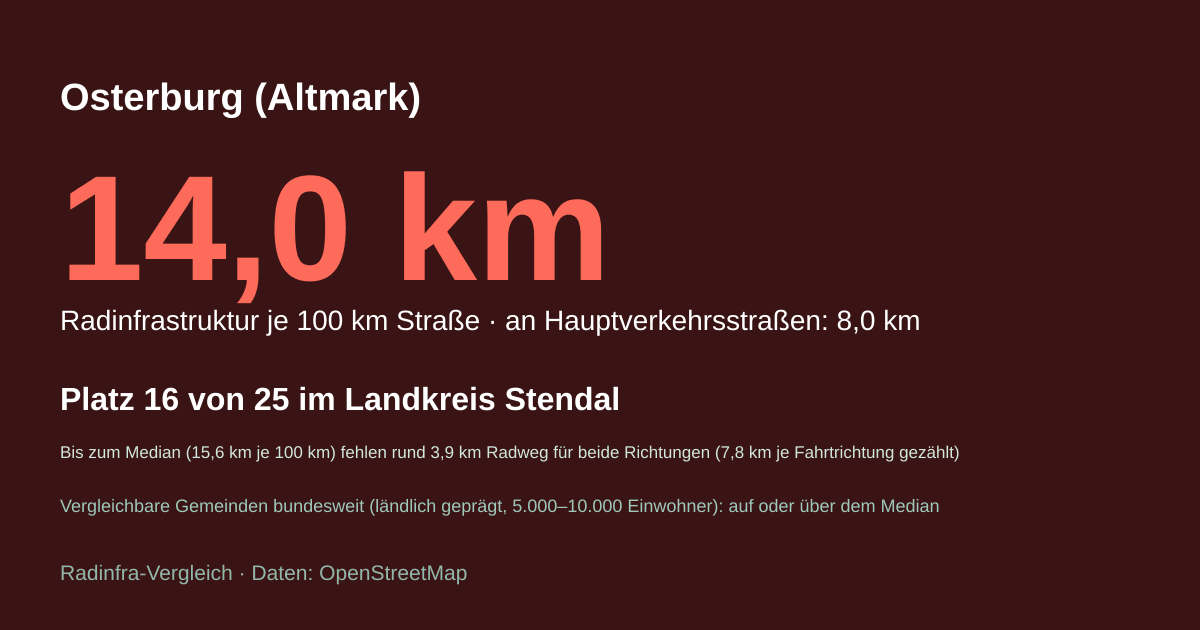 Osterburg (Altmark)
14,0 km
Radinfrastruktur je 100 km Straße · an Hauptverkehrsstraßen: 8,0 km
Platz 16 von 25 im Landkreis Stendal
Bis zum Median (15,6 km je 100 km) fehlen rund 3,9 km Radweg für beide Richtungen (7,8 km je Fahrtrichtung gezählt)
Vergleichbare Gemeinden bundesweit (ländlich geprägt, 5.000–10.000 Einwohner): auf oder über dem Median
Radinfra-Vergleich · Daten: OpenStreetMap